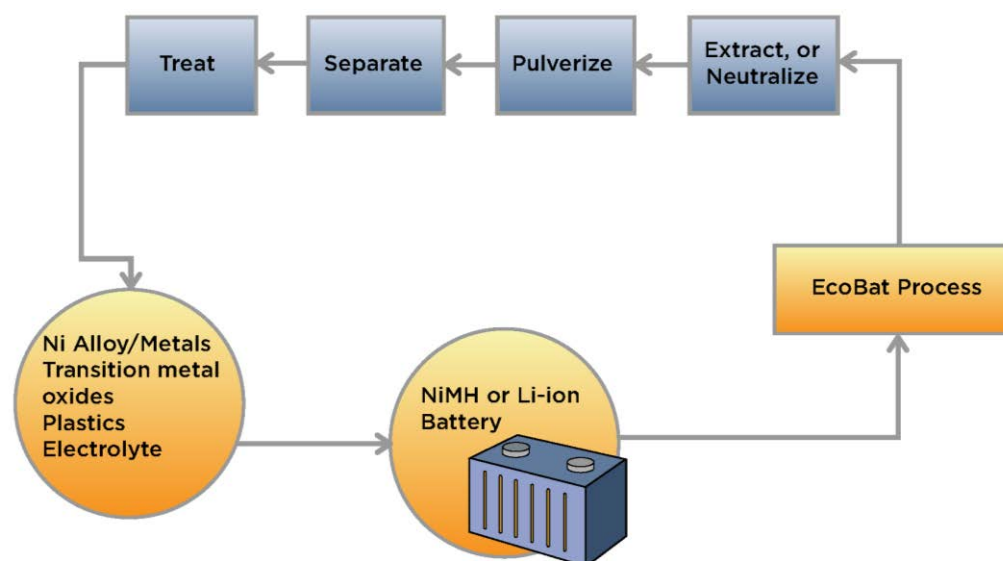 Treat
Separate
Pulverize
Extract, or
Neutralize
EcoBat Process
Ni Alloy/Metals
Transition metal
oxides
Plastics
Electrolyte
NiMH or Li-ion
Battery